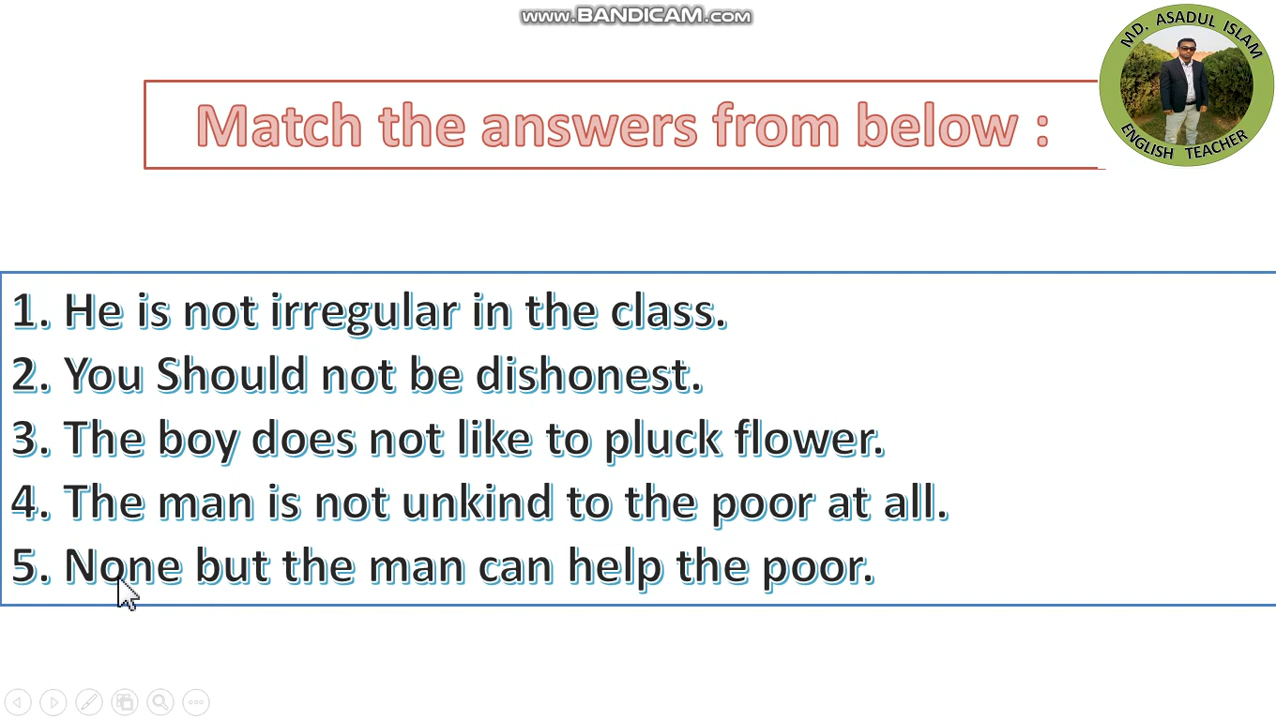 www.BANDICAM.com
MD. ASADUL ISLAM
ENGLISH TEACHER
Match the answers from below :
1. He is not irregular in the class.
2. You Should not be dishonest.
3. The boy does not like to pluck flower.
4. The man is not unkind to the poor at all.
5. None but the man can help the poor.